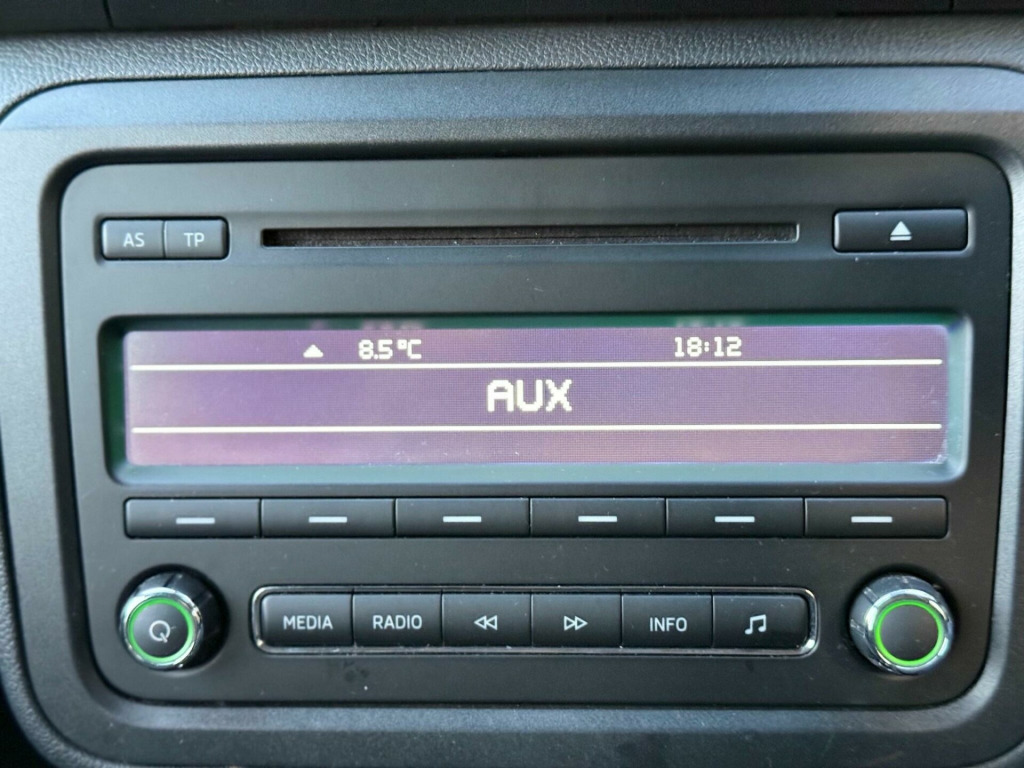 AS TP
8.5°C 18:12
AUX
MEDIA RADIO INFO